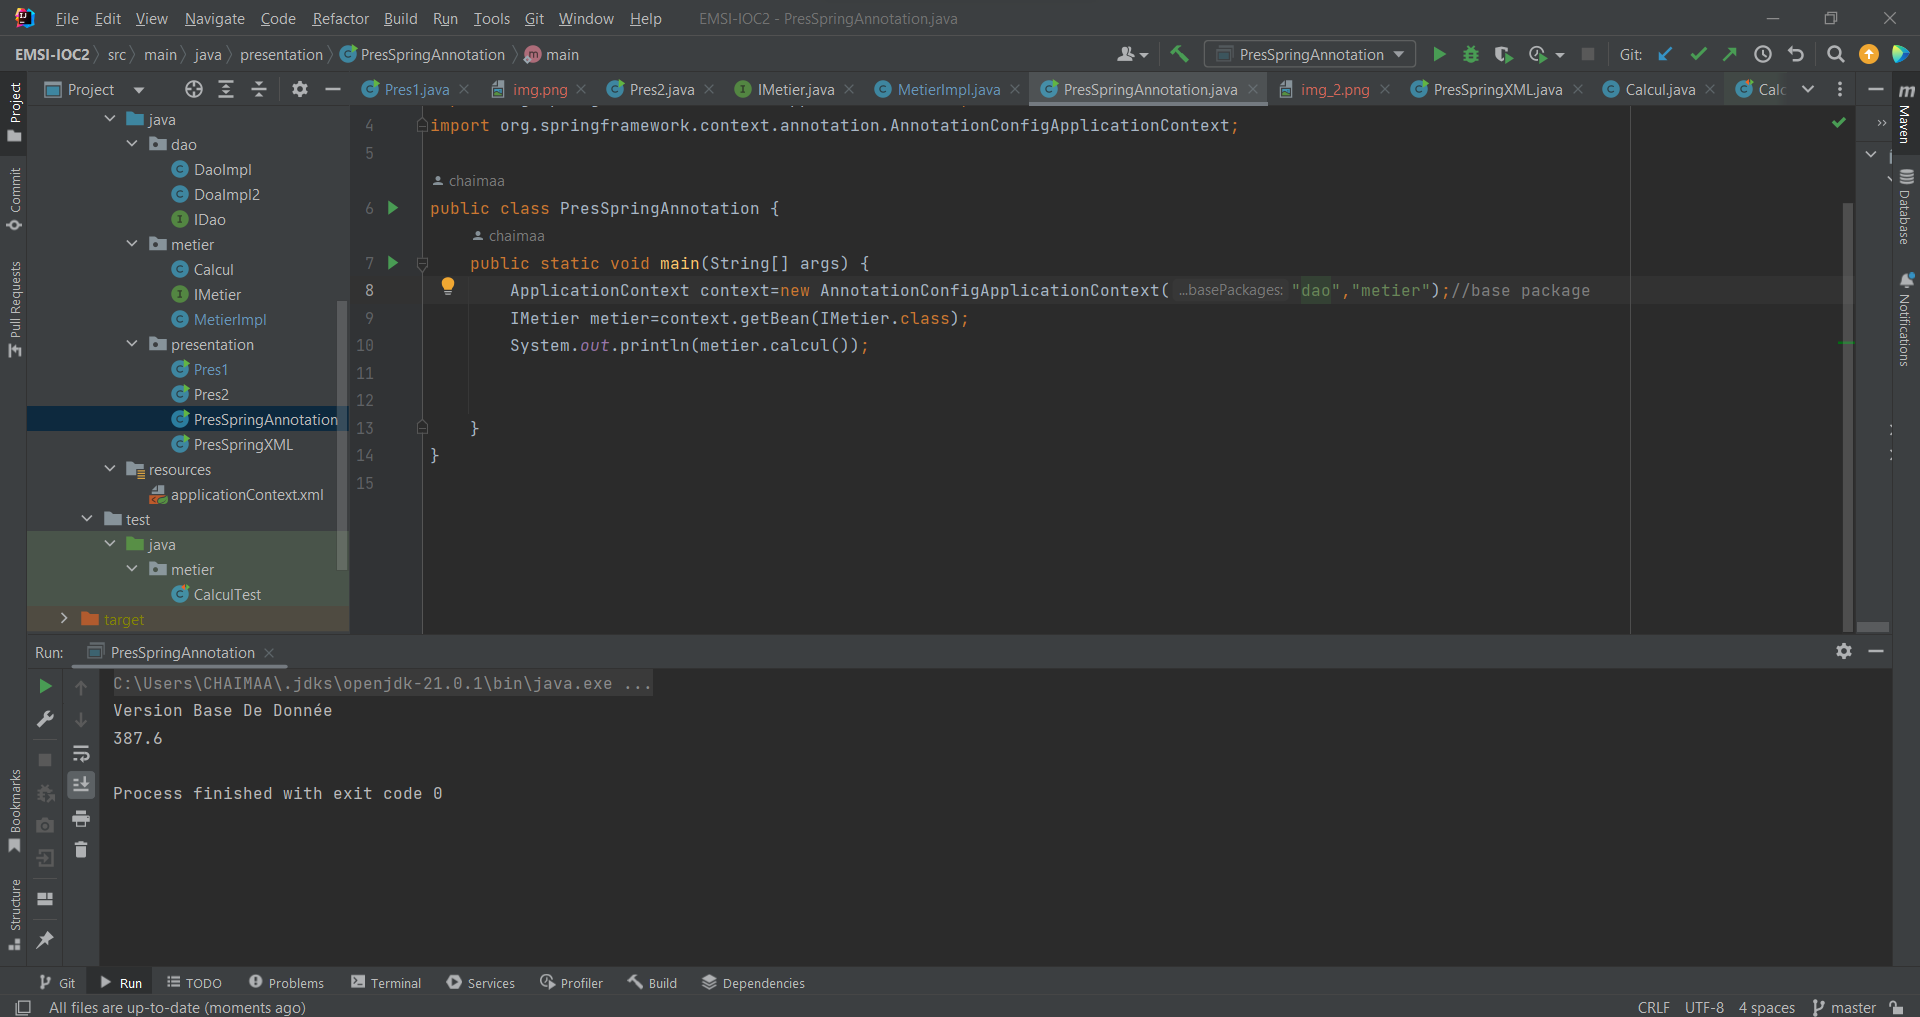 File Edit View Navigate Code Refactor Build Run Tools Git Window Help EMSI-IOC2 - PresSpringAnnotation.java
EMSI-IOC2 src main java presentation PresSpringAnnotation main PresSpringAnnotation Git:
Project Pres1.java img.png Pres2.java IMetier.java MetierImpl.java PresSpringAnnotation.java img_2.png PresSpringXML.java Calcul.java Calc
Project
Commit
Pull Requests
Bookmarks
Structure
java
dao
DaoImpl
DoaImpl2
IDao
metier
Calcul
IMetier
MetierImpl
presentation
Pres1
Pres2
PresSpringAnnotation
PresSpringXML
resources
applicationContext.xml
test
java
metier
CalculTest
target
4 import org.springframework.context.annotation.AnnotationConfigApplicationContext;
5
chaimaa
6 public class PresSpringAnnotation {
chaimaa
7 public static void main(String[] args) {
8 ApplicationContext context=new AnnotationConfigApplicationContext( ...basePackages: "dao","metier");//base package
9 IMetier metier=context.getBean(IMetier.class);
10 System.out.println(metier.calcul());
11
12
13 }
14 }
15
Maven
Database
Notifications
Run: PresSpringAnnotation
C:\Users\CHAIMAA\.jdks\openjdk-21.0.1\bin\java.exe ...
Version Base De Donnée
387.6
Process finished with exit code 0
Git Run TODO Problems Terminal Services Profiler Build Dependencies
All files are up-to-date (moments ago) CRLF UTF-8 4 spaces master